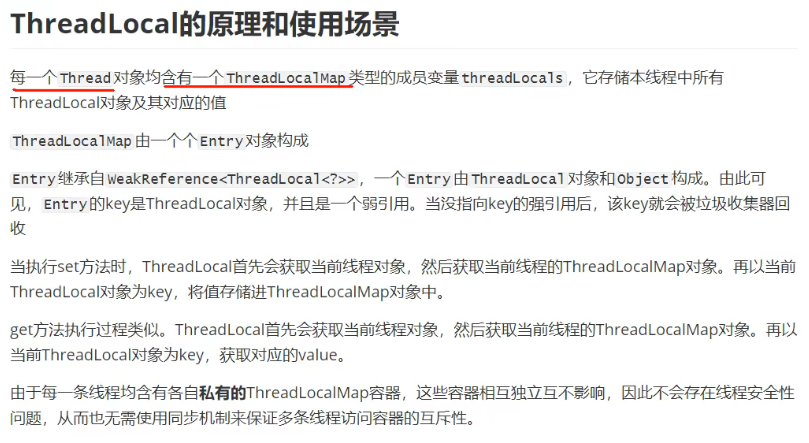 ThreadLocal的原理和使用场景
每一个Thread对象均含有一个ThreadLocalMap类型的成员变量threadLocals，它存储本线程中所有
ThreadLocal对象及其对应的值
ThreadLocalMap由一个个Entry对象构成
Entry继承自WeakReference<ThreadLocal<?>>，一个Entry由ThreadLocal对象和Object构成。由此可
见，Entry的key是ThreadLocal对象，并且是一个弱引用。当没指向key的强引用后，该key就会被垃圾收集器回
收
当执行set方法时，ThreadLocal首先会获取当前线程对象，然后获取当前线程的ThreadLocalMap对象。再以当前
ThreadLocal对象为key，将值存储进ThreadLocalMap对象中。
get方法执行过程类似。ThreadLocal首先会获取当前线程对象，然后获取当前线程的ThreadLocalMap对象。再以
当前ThreadLocal对象为key，获取对应的value。
由于每一条线程均含有各自私有的ThreadLocalMap容器，这些容器相互独立互不影响，因此不会存在线程安全性
问题，从而也无需使用同步机制来保证多条线程访问容器的互斥性。